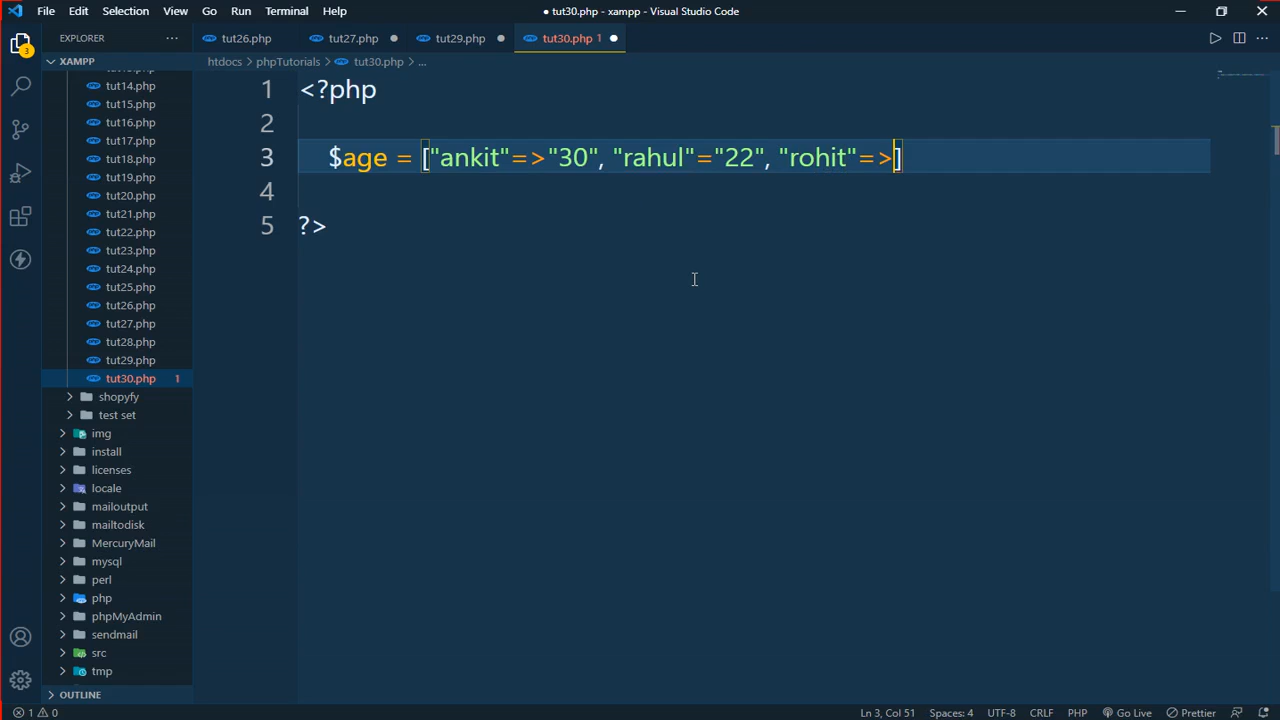 File Edit Selection View Go Run Terminal Help
● tut30.php - xampp - Visual Studio Code
EXPLORER
tut26.php tut27.php tut29.php tut30.php 1
XAMPP
htdocs > phpTutorials > tut30.php > ...
3
tut14.php
tut15.php
tut16.php
tut17.php
tut18.php
tut19.php
tut20.php
tut21.php
tut22.php
tut23.php
tut24.php
tut25.php
tut26.php
tut27.php
tut28.php
tut29.php
tut30.php 1
shopyfy
test set
img
install
licenses
locale
mailoutput
mailtodisk
MercuryMail
mysql
perl
php
phpMyAdmin
sendmail
src
tmp
OUTLINE
1 <?php
2
3 $age = ["ankit"=>"30", "rahul"="22", "rohit"=>]
4
5 ?>
1 0
Ln 3, Col 51 Spaces: 4 UTF-8 CRLF PHP Go Live Prettier